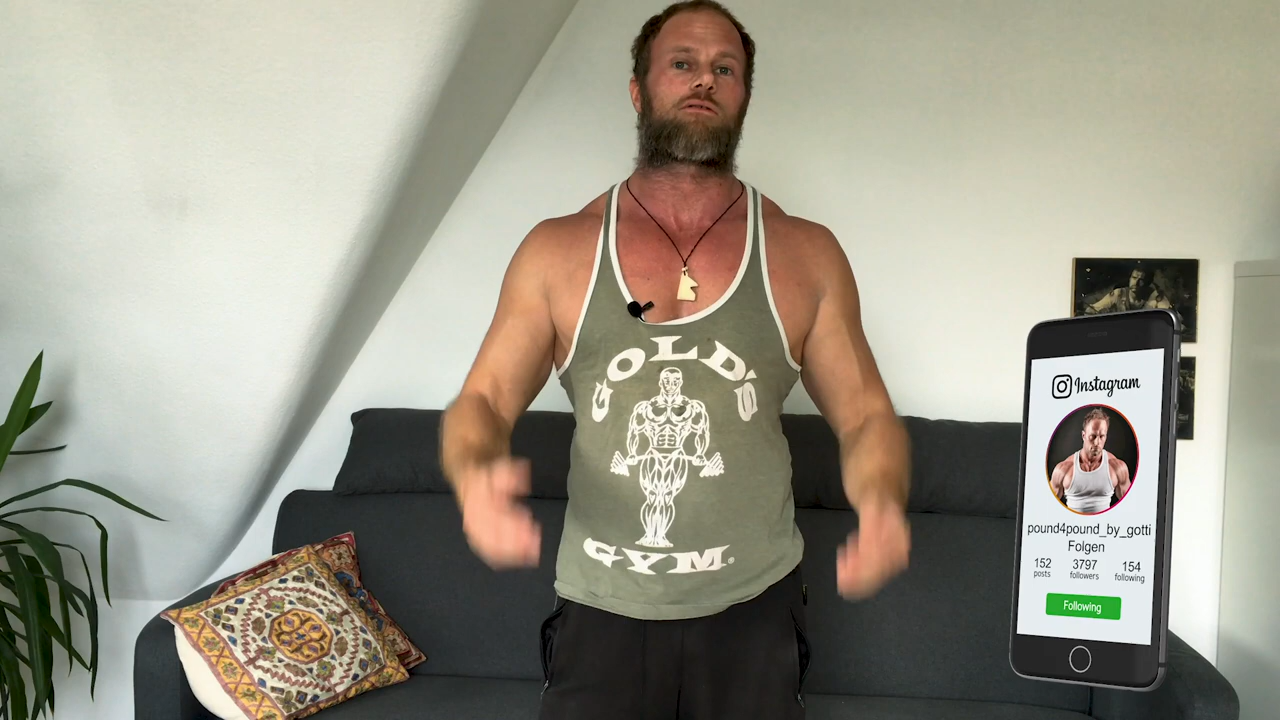 GOLD'S
GYM®
Instagram
pound4pound_by_gotti
Folgen
152 3797 154
posts followers following
Following